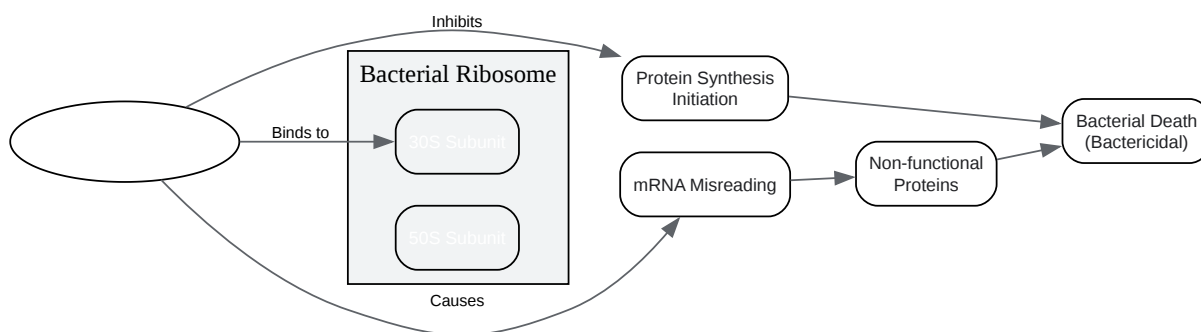 Inhibits
Bacterial Ribosome
Protein Synthesis
Initiation
Bacterial Death
(Bactericidal)
Binds to
30S Subunit
Non-functional
Proteins
mRNA Misreading
50S Subunit
Causes